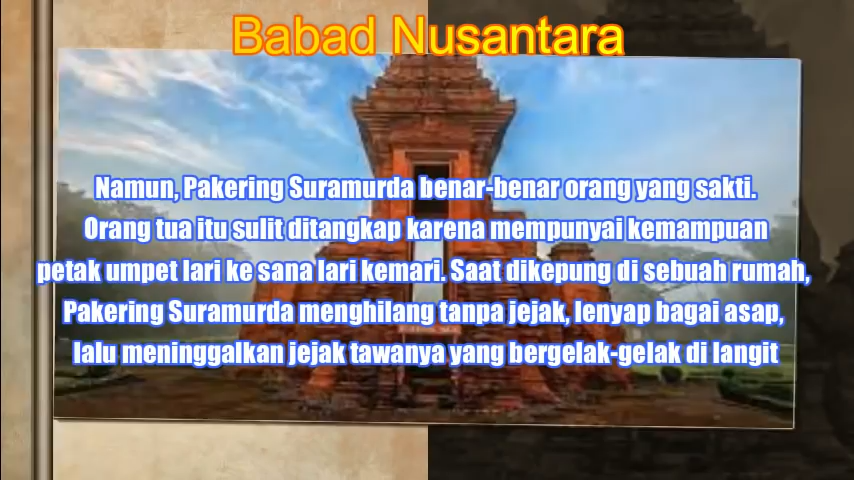 Babad Nusantara
Namun, Pakering Suramurda benar-benar orang yang sakti.
Orang tua itu sulit ditangkap karena mempunyai kemampuan
petak umpet lari ke sana lari kemari. Saat dikepung di sebuah rumah,
Pakering Suramurda menghilang tanpa jejak, lenyap bagai asap,
lalu meninggalkan jejak tawanya yang bergelak-gelak di langit